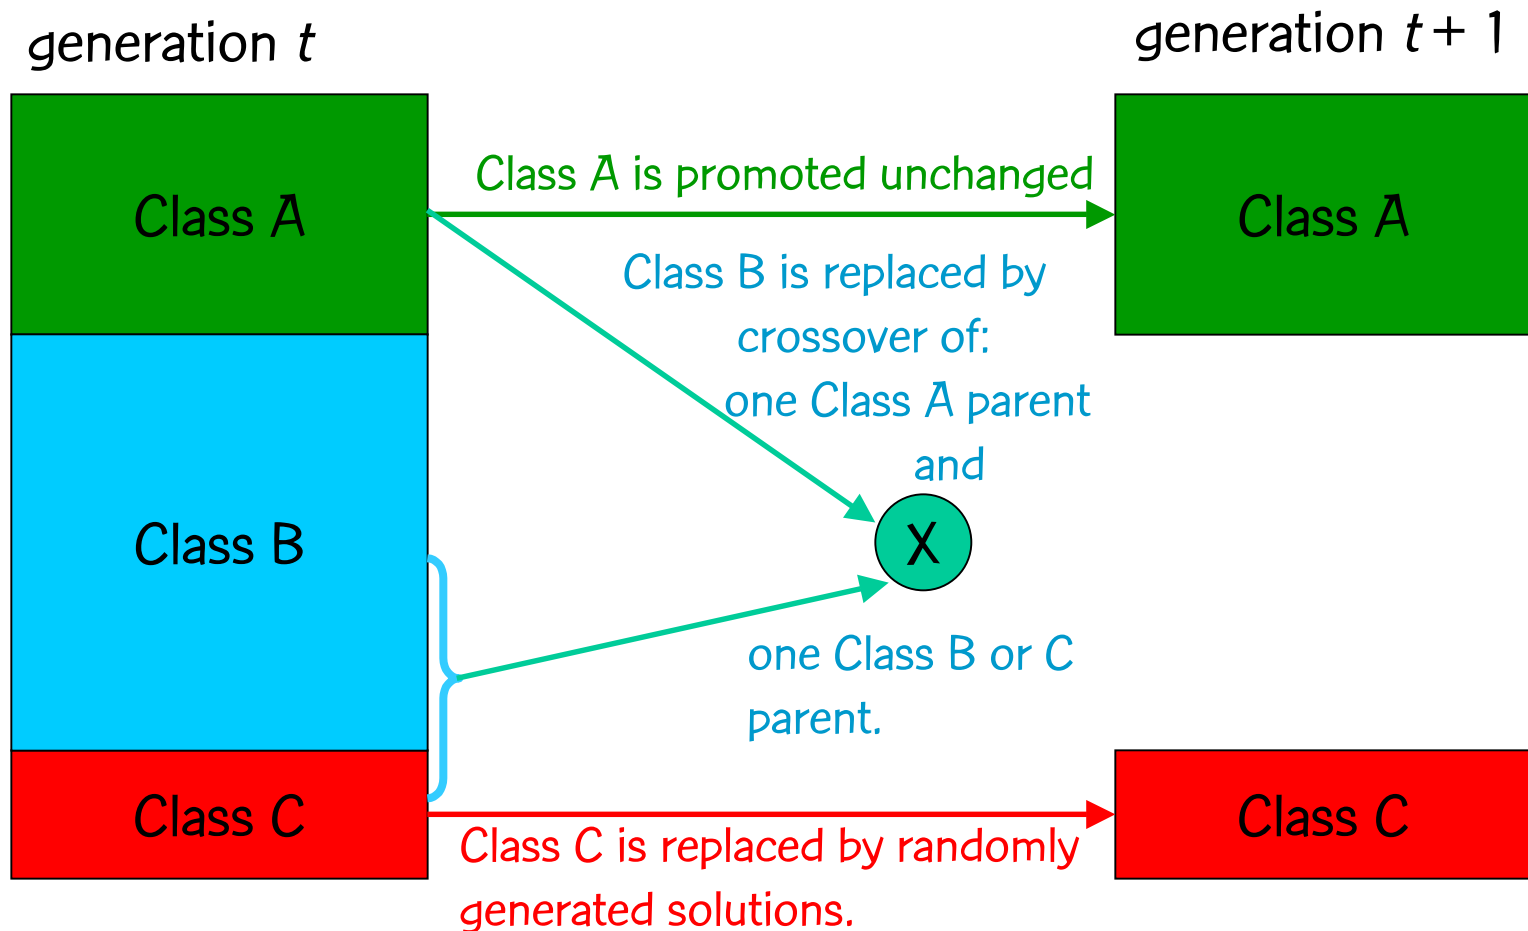 generation t
generation t + 1
Class A
Class A is promoted unchanged
Class A
Class B is replaced by
crossover of:
one Class A parent
and
Class B
X
one Class B or C
parent.
Class C
Class C is replaced by randomly
generated solutions.
Class C